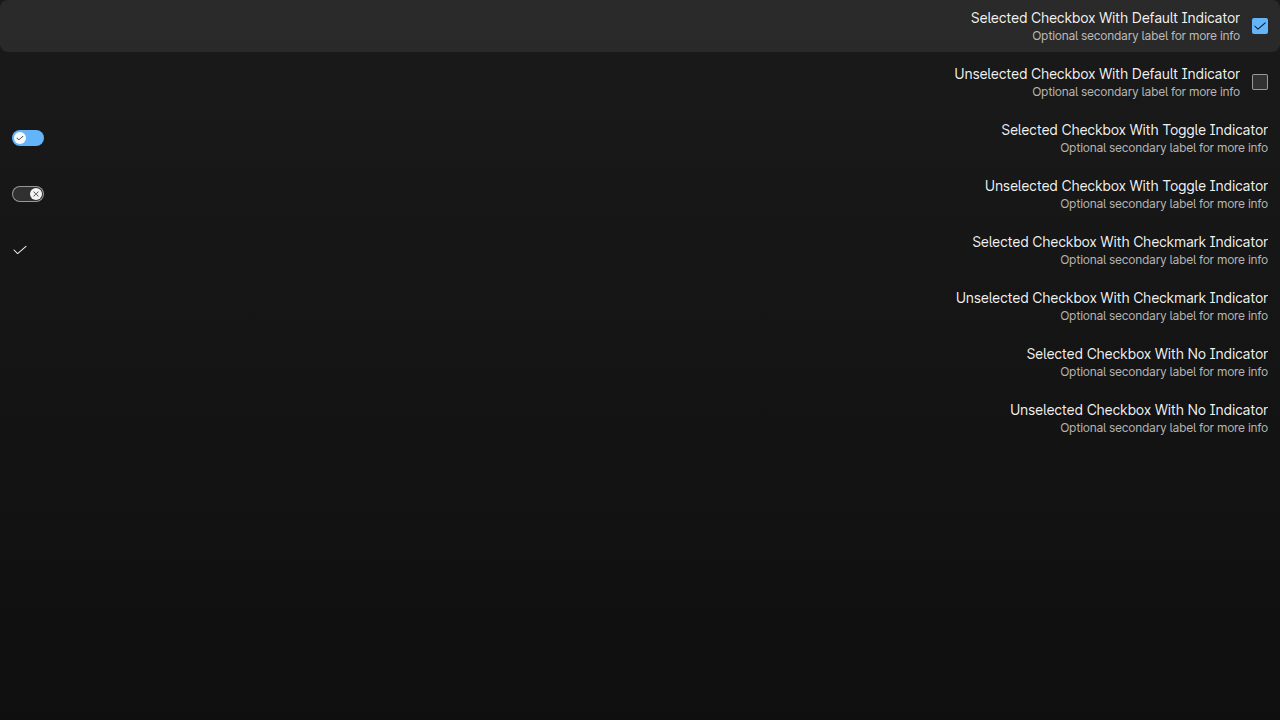 Selected Checkbox With Default Indicator
Optional secondary label for more info
Unselected Checkbox With Default Indicator
Optional secondary label for more info
Selected Checkbox With Toggle Indicator
Optional secondary label for more info
Unselected Checkbox With Toggle Indicator
Optional secondary label for more info
Selected Checkbox With Checkmark Indicator
Optional secondary label for more info
Unselected Checkbox With Checkmark Indicator
Optional secondary label for more info
Selected Checkbox With No Indicator
Optional secondary label for more info
Unselected Checkbox With No Indicator
Optional secondary label for more info